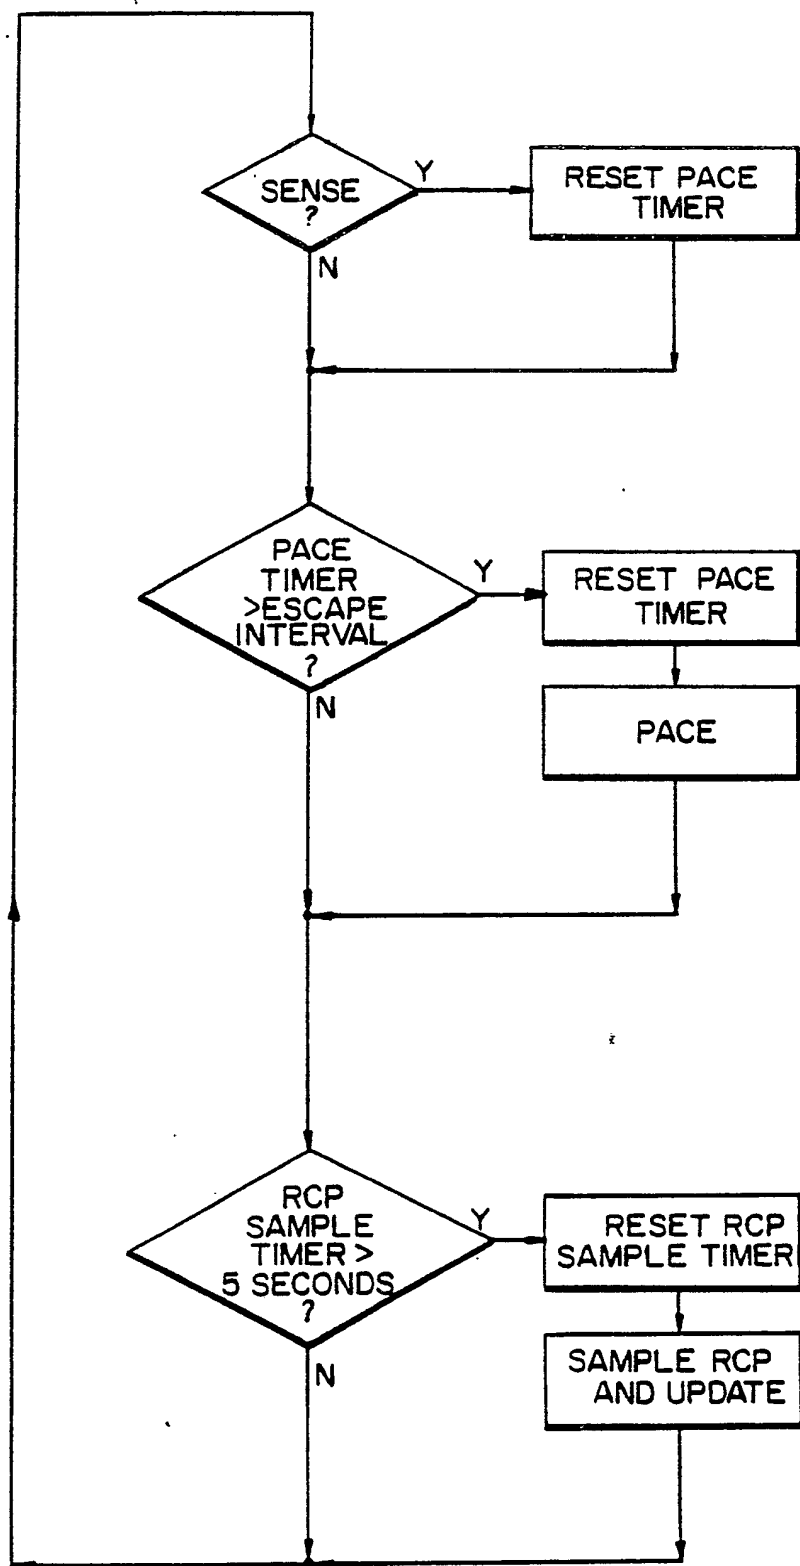 SENSE
?
Y
N
RESET PACE
TIMER
PACE
TIMER
>ESCAPE
INTERVAL
?
Y
N
RESET PACE
TIMER
PACE
RCP
SAMPLE
TIMER >
5 SECONDS
?
Y
N
RESET RCP
SAMPLE TIMER
SAMPLE RCP
AND UPDATE